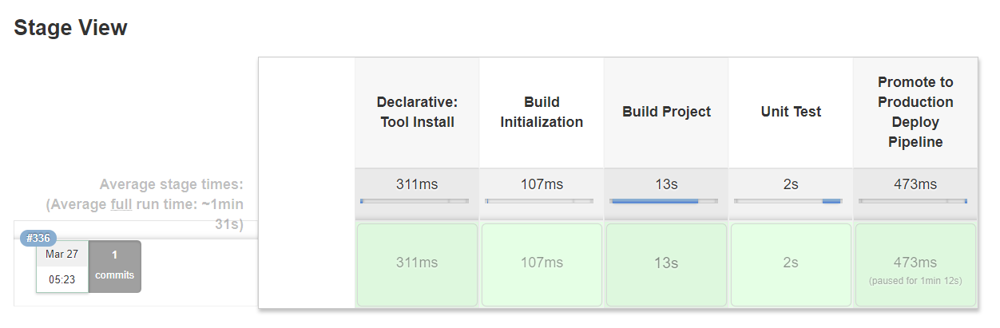 Stage View
Declarative:
Tool Install
Build
Initialization
Build Project
Unit Test
Promote to
Production
Deploy
Pipeline
Average stage times:
(Average full run time: ~1min
31s)
311ms
107ms
13s
2s
473ms
#336
Mar 27
05:23
1
commits
311ms
107ms
13s
2s
473ms
(paused for 1min 12s)